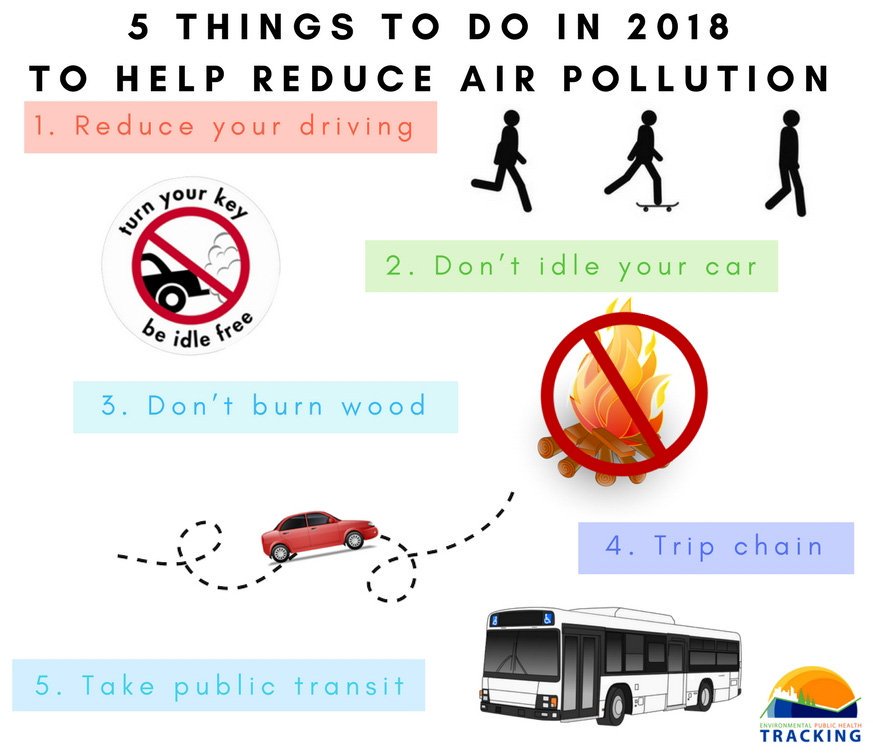 5 THINGS TO DO IN 2018
TO HELP REDUCE AIR POLLUTION
1. Reduce your driving
turn your key
be idle free
2. Don't idle your car
3. Don't burn wood
4. Trip chain
5. Take public transit
ENVIRONMENTAL PUBLIC HEALTH
TRACKING